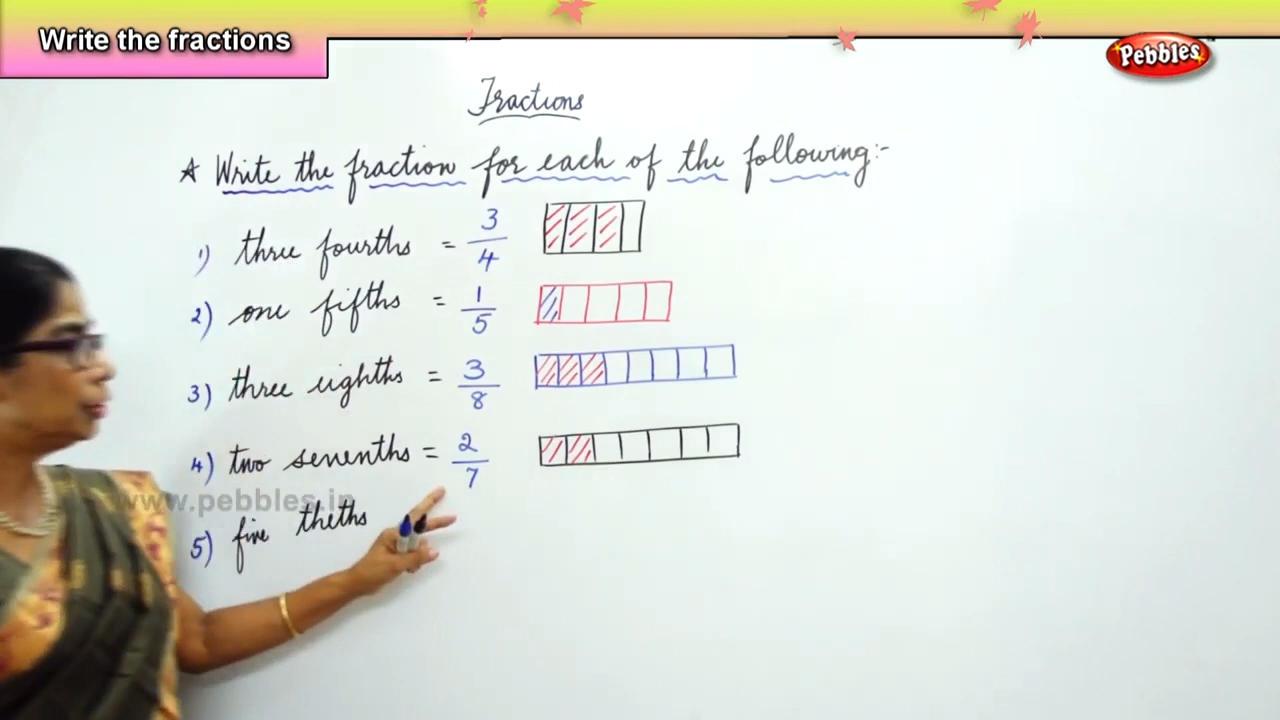 Write the fractions
Pebbles
Fractions
Write the fraction for each of the following:-
1) three fourths = 3/4
2) one fifths = 1/5
3) three eighths = 3/8
4) two sevenths = 2/7
www.pebbles.in
5) five theths